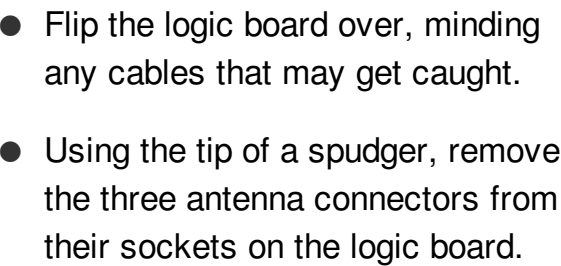 ● Flip the logic board over, minding
any cables that may get caught.
● Using the tip of a spudger, remove
the three antenna connectors from
their sockets on the logic board.